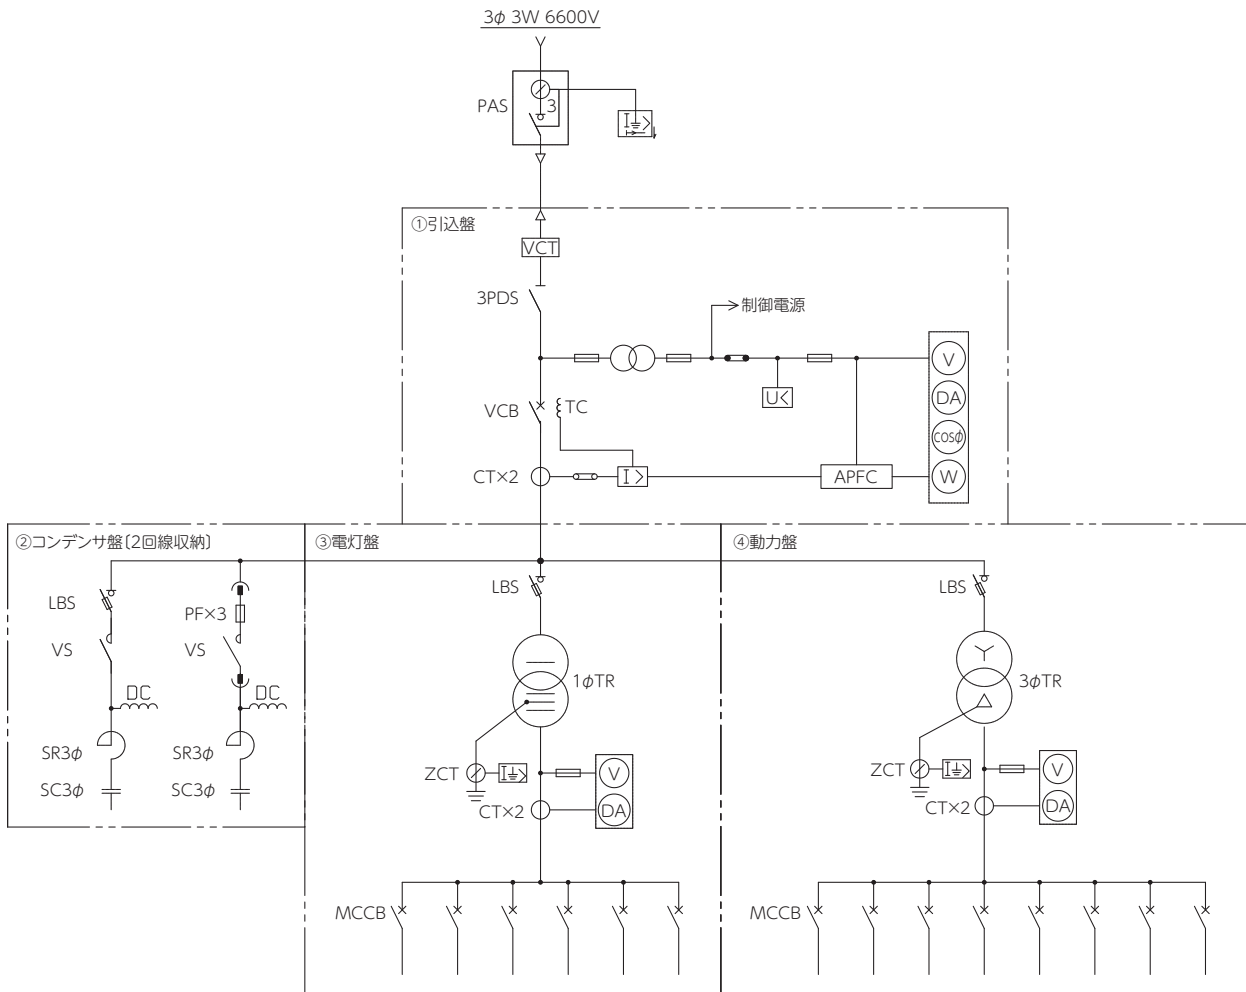 3φ 3W 6600V
PAS
3
I>
①引込盤
VCT
3PDS
制御電源
V
U<
DA
VCB
TC
COSφ
CT×2
I>
APFC
W
②コンデンサ盤〔2回線収納〕
③電灯盤
④動力盤
LBS
PF×3
LBS
LBS
VS
VS
1φTR
3φTR
DC
DC
SR3φ
SR3φ
SC3φ
SC3φ
ZCT
I>
V
CT×2
DA
ZCT
I>
V
CT×2
DA
MCCB
MCCB